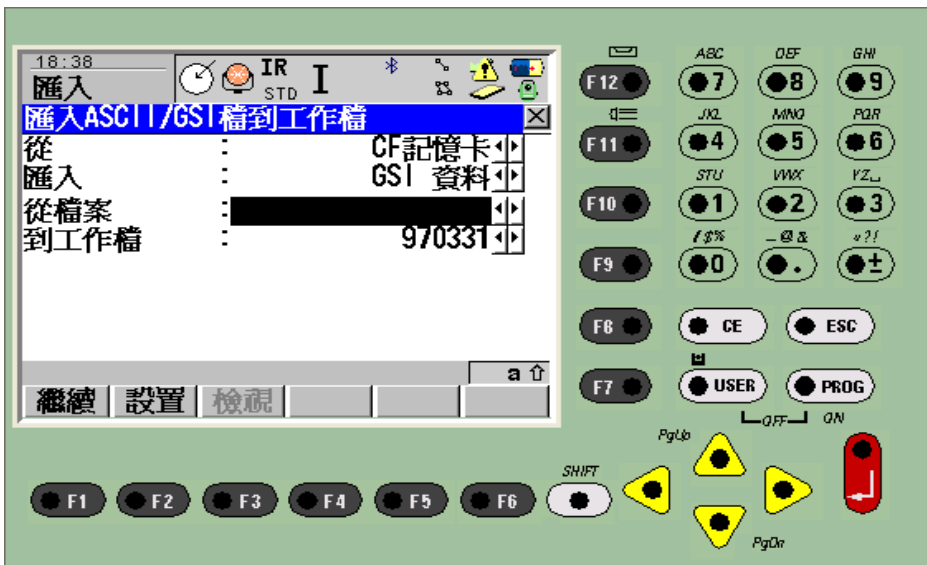 18:38
匯入
IR
STD
I
匯入ASCII/GSI檔到工作檔
從 : CF記憶卡
匯入 : GSI 資料
從檔案 :
到工作檔 : 970331
a
繼續 設置 檢視
F12 ABC 7 DEF 8 GHI 9
F11 JKL 4 MNO 5 PQR 6
F10 STU 1 VWX 2 YZ 3
F9 /$% 0 _@& . *?! ±
F8 CE ESC
F7 USER PROG
OFF ON
PgUp
F1 F2 F3 F4 F5 F6 SHIFT
PgDn